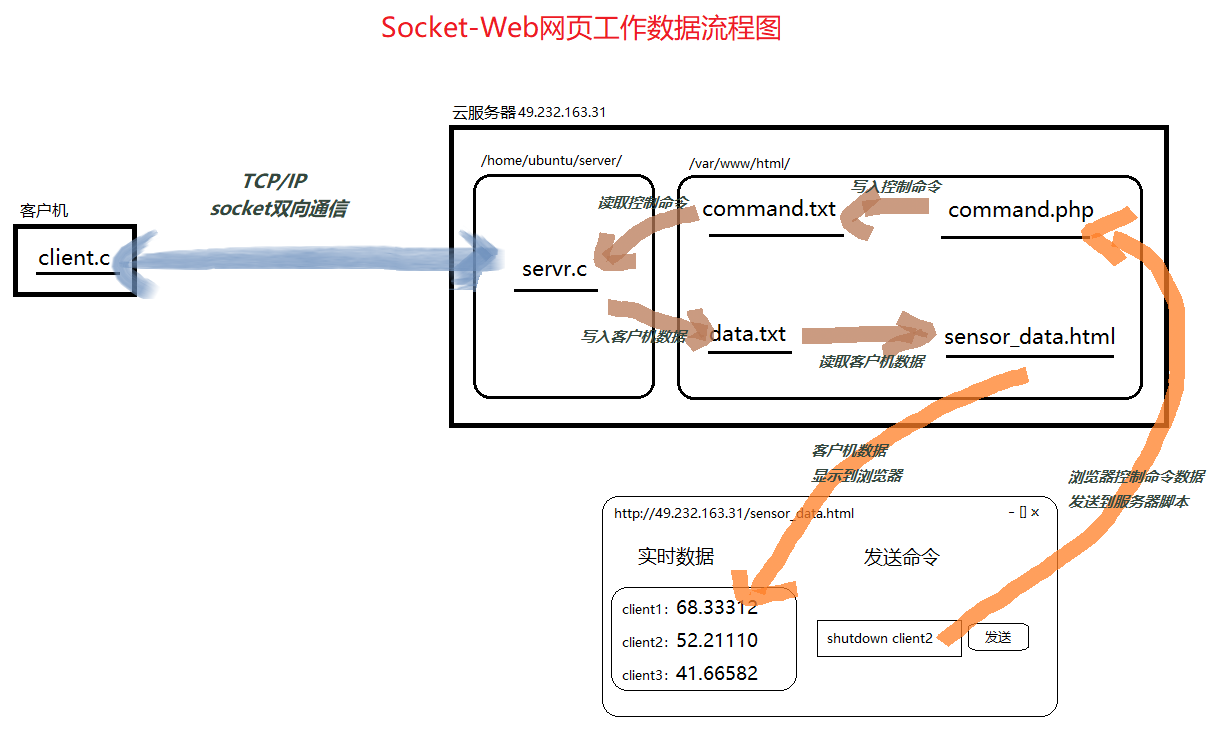 Socket-Web网页工作数据流程图
云服务器49.232.163.31
/home/ubuntu/server/
/var/www/html/
TCP/IP
socket双向通信
客户机
client.c
读取控制命令
写入控制命令
command.txt
command.php
servr.c
写入客户机数据
data.txt
sensor_data.html
读取客户机数据
客户机数据
显示到浏览器
浏览器控制命令数据
发送到服务器脚本
http://49.232.163.31/sensor_data.html
- [] ×
实时数据
发送命令
client1：68.33312
client2：52.21110
client3：41.66582
shutdown client2
发送